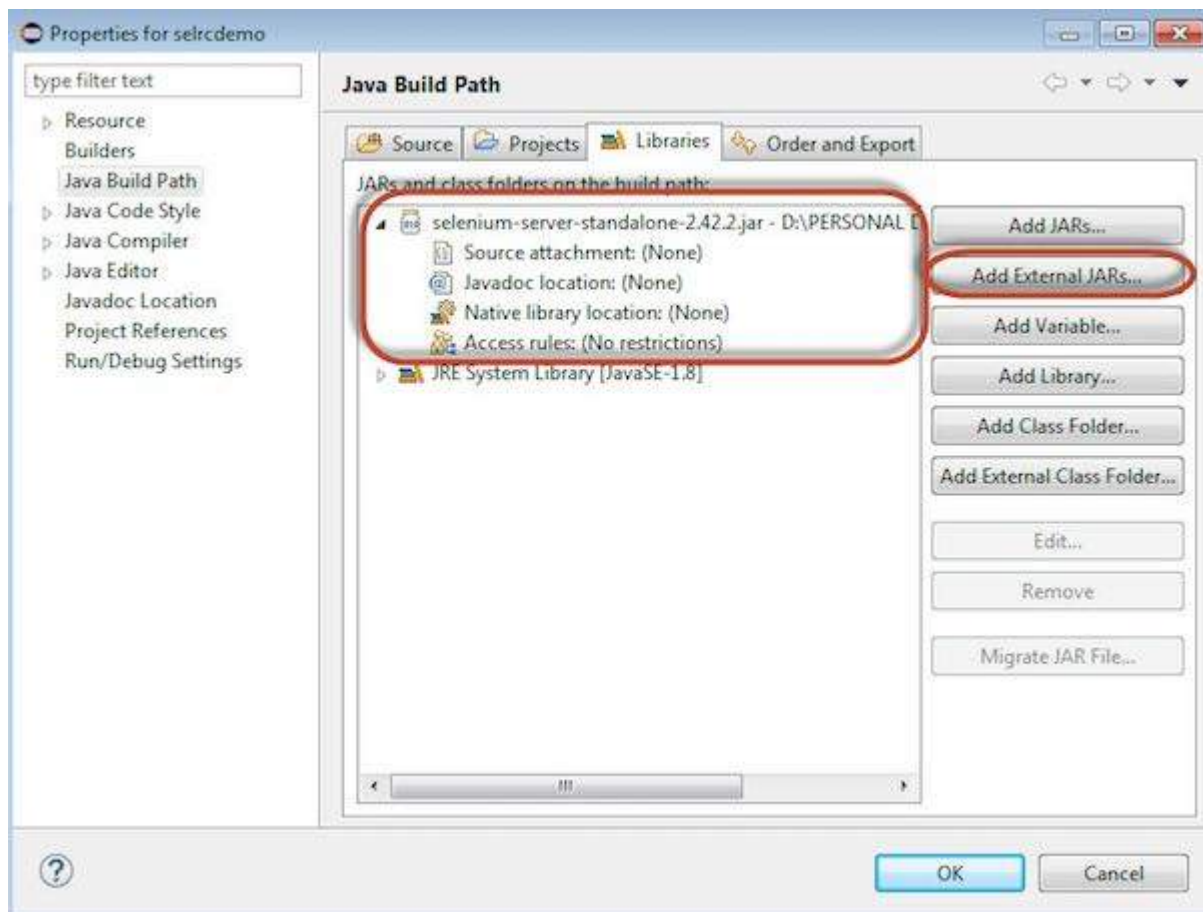 Properties for selrcdemo
type filter text
Resource
Builders
Java Build Path
Java Code Style
Java Compiler
Java Editor
Javadoc Location
Project References
Run/Debug Settings
Java Build Path
Source Projects Libraries Order and Export
JARs and class folders on the build path:
selenium-server-standalone-2.42.2.jar - D:\PERSONAL D
Source attachment: (None)
Javadoc location: (None)
Native library location: (None)
Access rules: (No restrictions)
JRE System Library [JavaSE-1.8]
Add JARs...
Add External JARs...
Add Variable...
Add Library...
Add Class Folder...
Add External Class Folder...
Edit...
Remove
Migrate JAR File...
OK Cancel